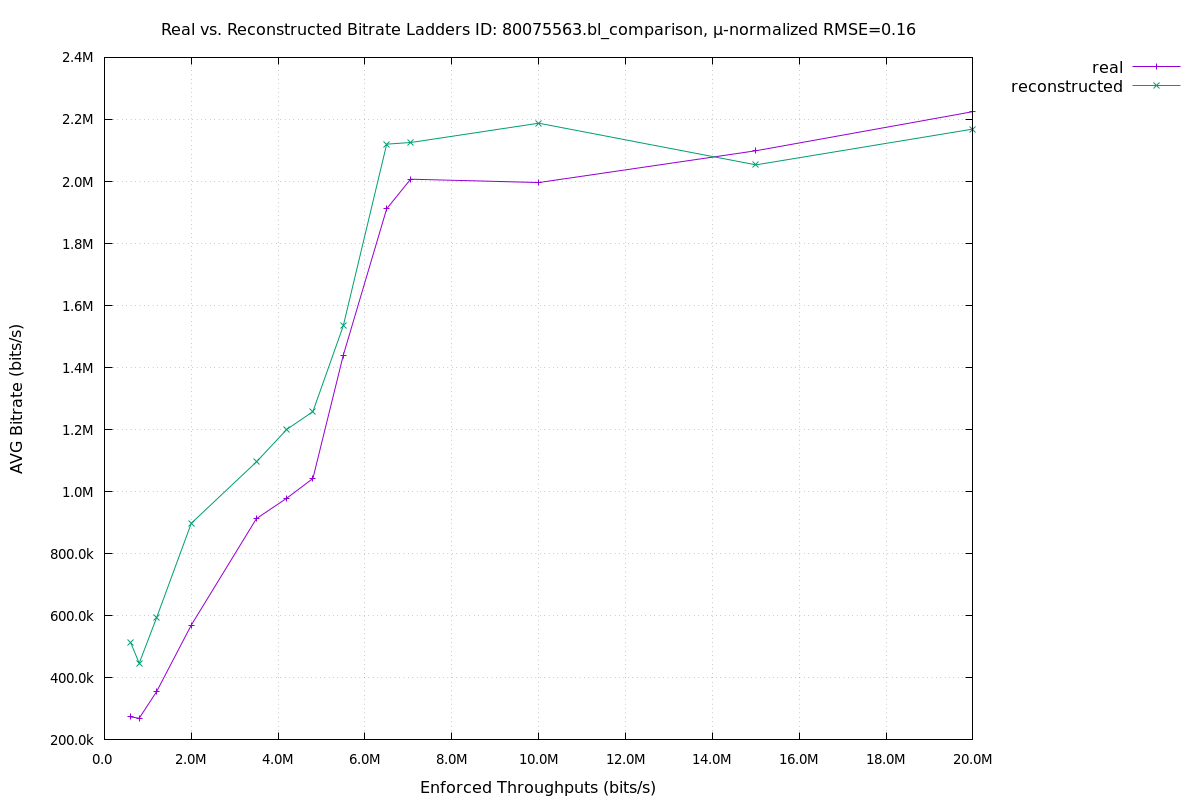 Real vs. Reconstructed Bitrate Ladders ID: 80075563.bl_comparison, μ-normalized RMSE=0.16
real
reconstructed
2.4M
2.2M
2.0M
1.8M
1.6M
1.4M
1.2M
1.0M
800.0k
600.0k
400.0k
200.0k
AVG Bitrate (bits/s)
0.0 2.0M 4.0M 6.0M 8.0M 10.0M 12.0M 14.0M 16.0M 18.0M 20.0M
Enforced Throughputs (bits/s)